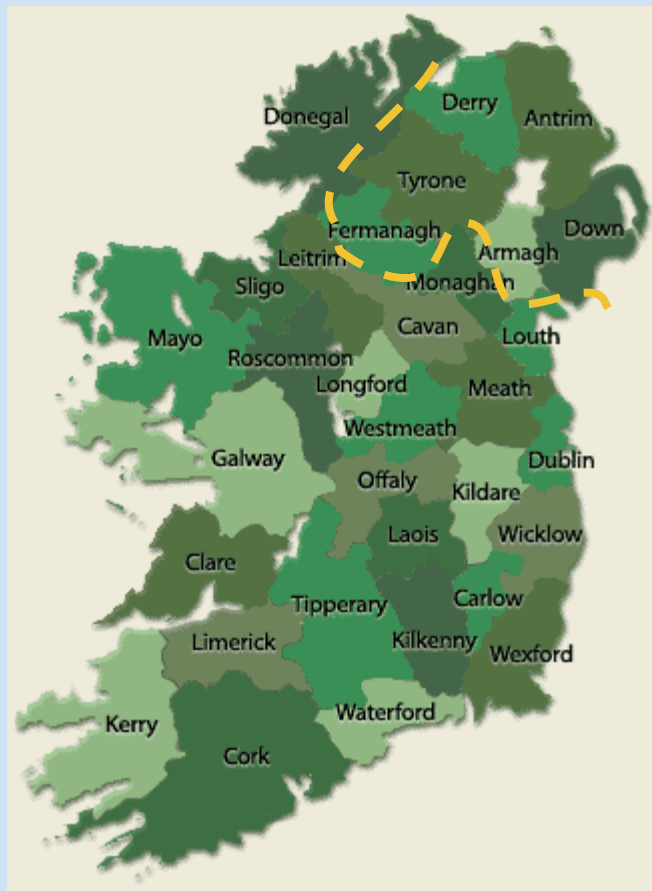 Derry
Donegal
Antrim
Tyrone
Down
Fermanagh
Armagh
Leitrim
Monaghan
Sligo
Cavan
Louth
Mayo
Roscommon
Longford
Meath
Westmeath
Galway
Dublin
Offaly
Kildare
Laois
Wicklow
Clare
Carlow
Tipperary
Kilkenny
Limerick
Wexford
Waterford
Kerry
Cork